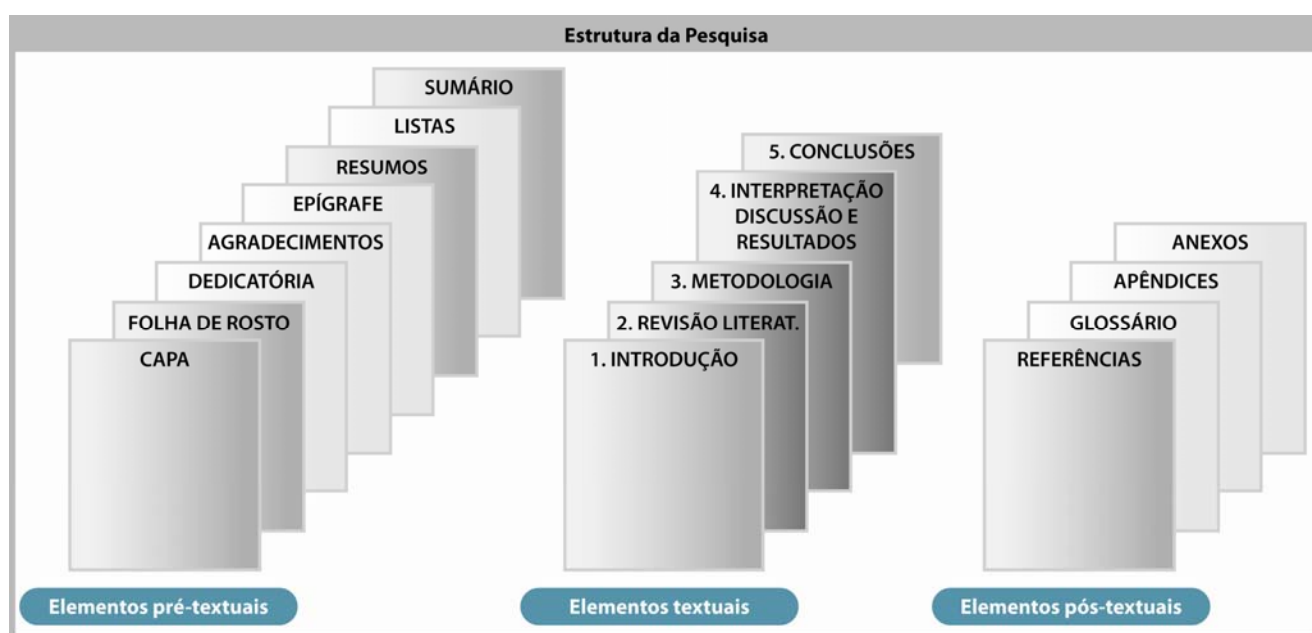 Estrutura da Pesquisa
SUMÁRIO
LISTAS
RESUMOS
EPÍGRAFE
AGRADECIMENTOS
DEDICATÓRIA
FOLHA DE ROSTO
CAPA
Elementos pré-textuais
5. CONCLUSÕES
4. INTERPRETAÇÃO
DISCUSSÃO E
RESULTADOS
3. METODOLOGIA
2. REVISÃO LITERAT.
1. INTRODUÇÃO
Elementos textuais
ANEXOS
APÊNDICES
GLOSSÁRIO
REFERÊNCIAS
Elementos pós-textuais